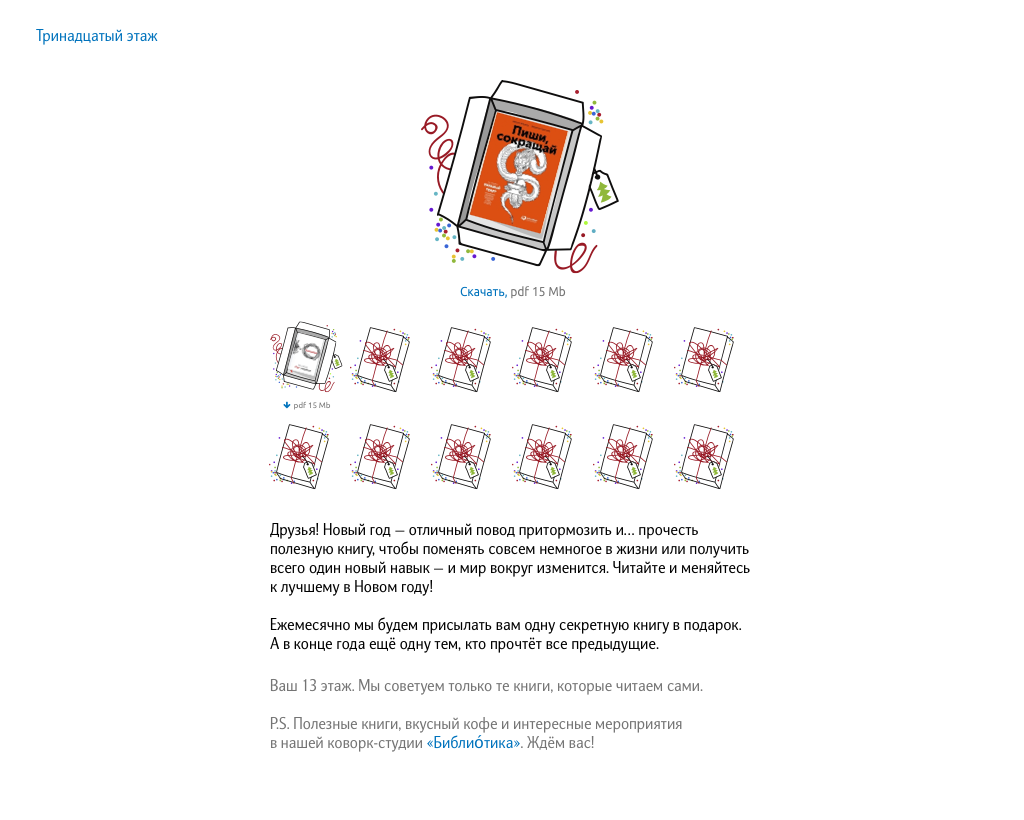 Тринадцатый этаж
Пиши,
сокращай
Скачать, pdf 15 Mb
pdf 15 Mb
Друзья! Новый год — отличный повод притормозить и... прочесть
полезную книгу, чтобы поменять совсем немногое в жизни или получить
всего один новый навык — и мир вокруг изменится. Читайте и меняйтесь
к лучшему в Новом году!
Ежемесячно мы будем присылать вам одну секретную книгу в подарок.
А в конце года ещё одну тем, кто прочтёт все предыдущие.
Ваш 13 этаж. Мы советуем только те книги, которые читаем сами.
P.S. Полезные книги, вкусный кофе и интересные мероприятия
в нашей коворк-студии «Библио́тика». Ждём вас!